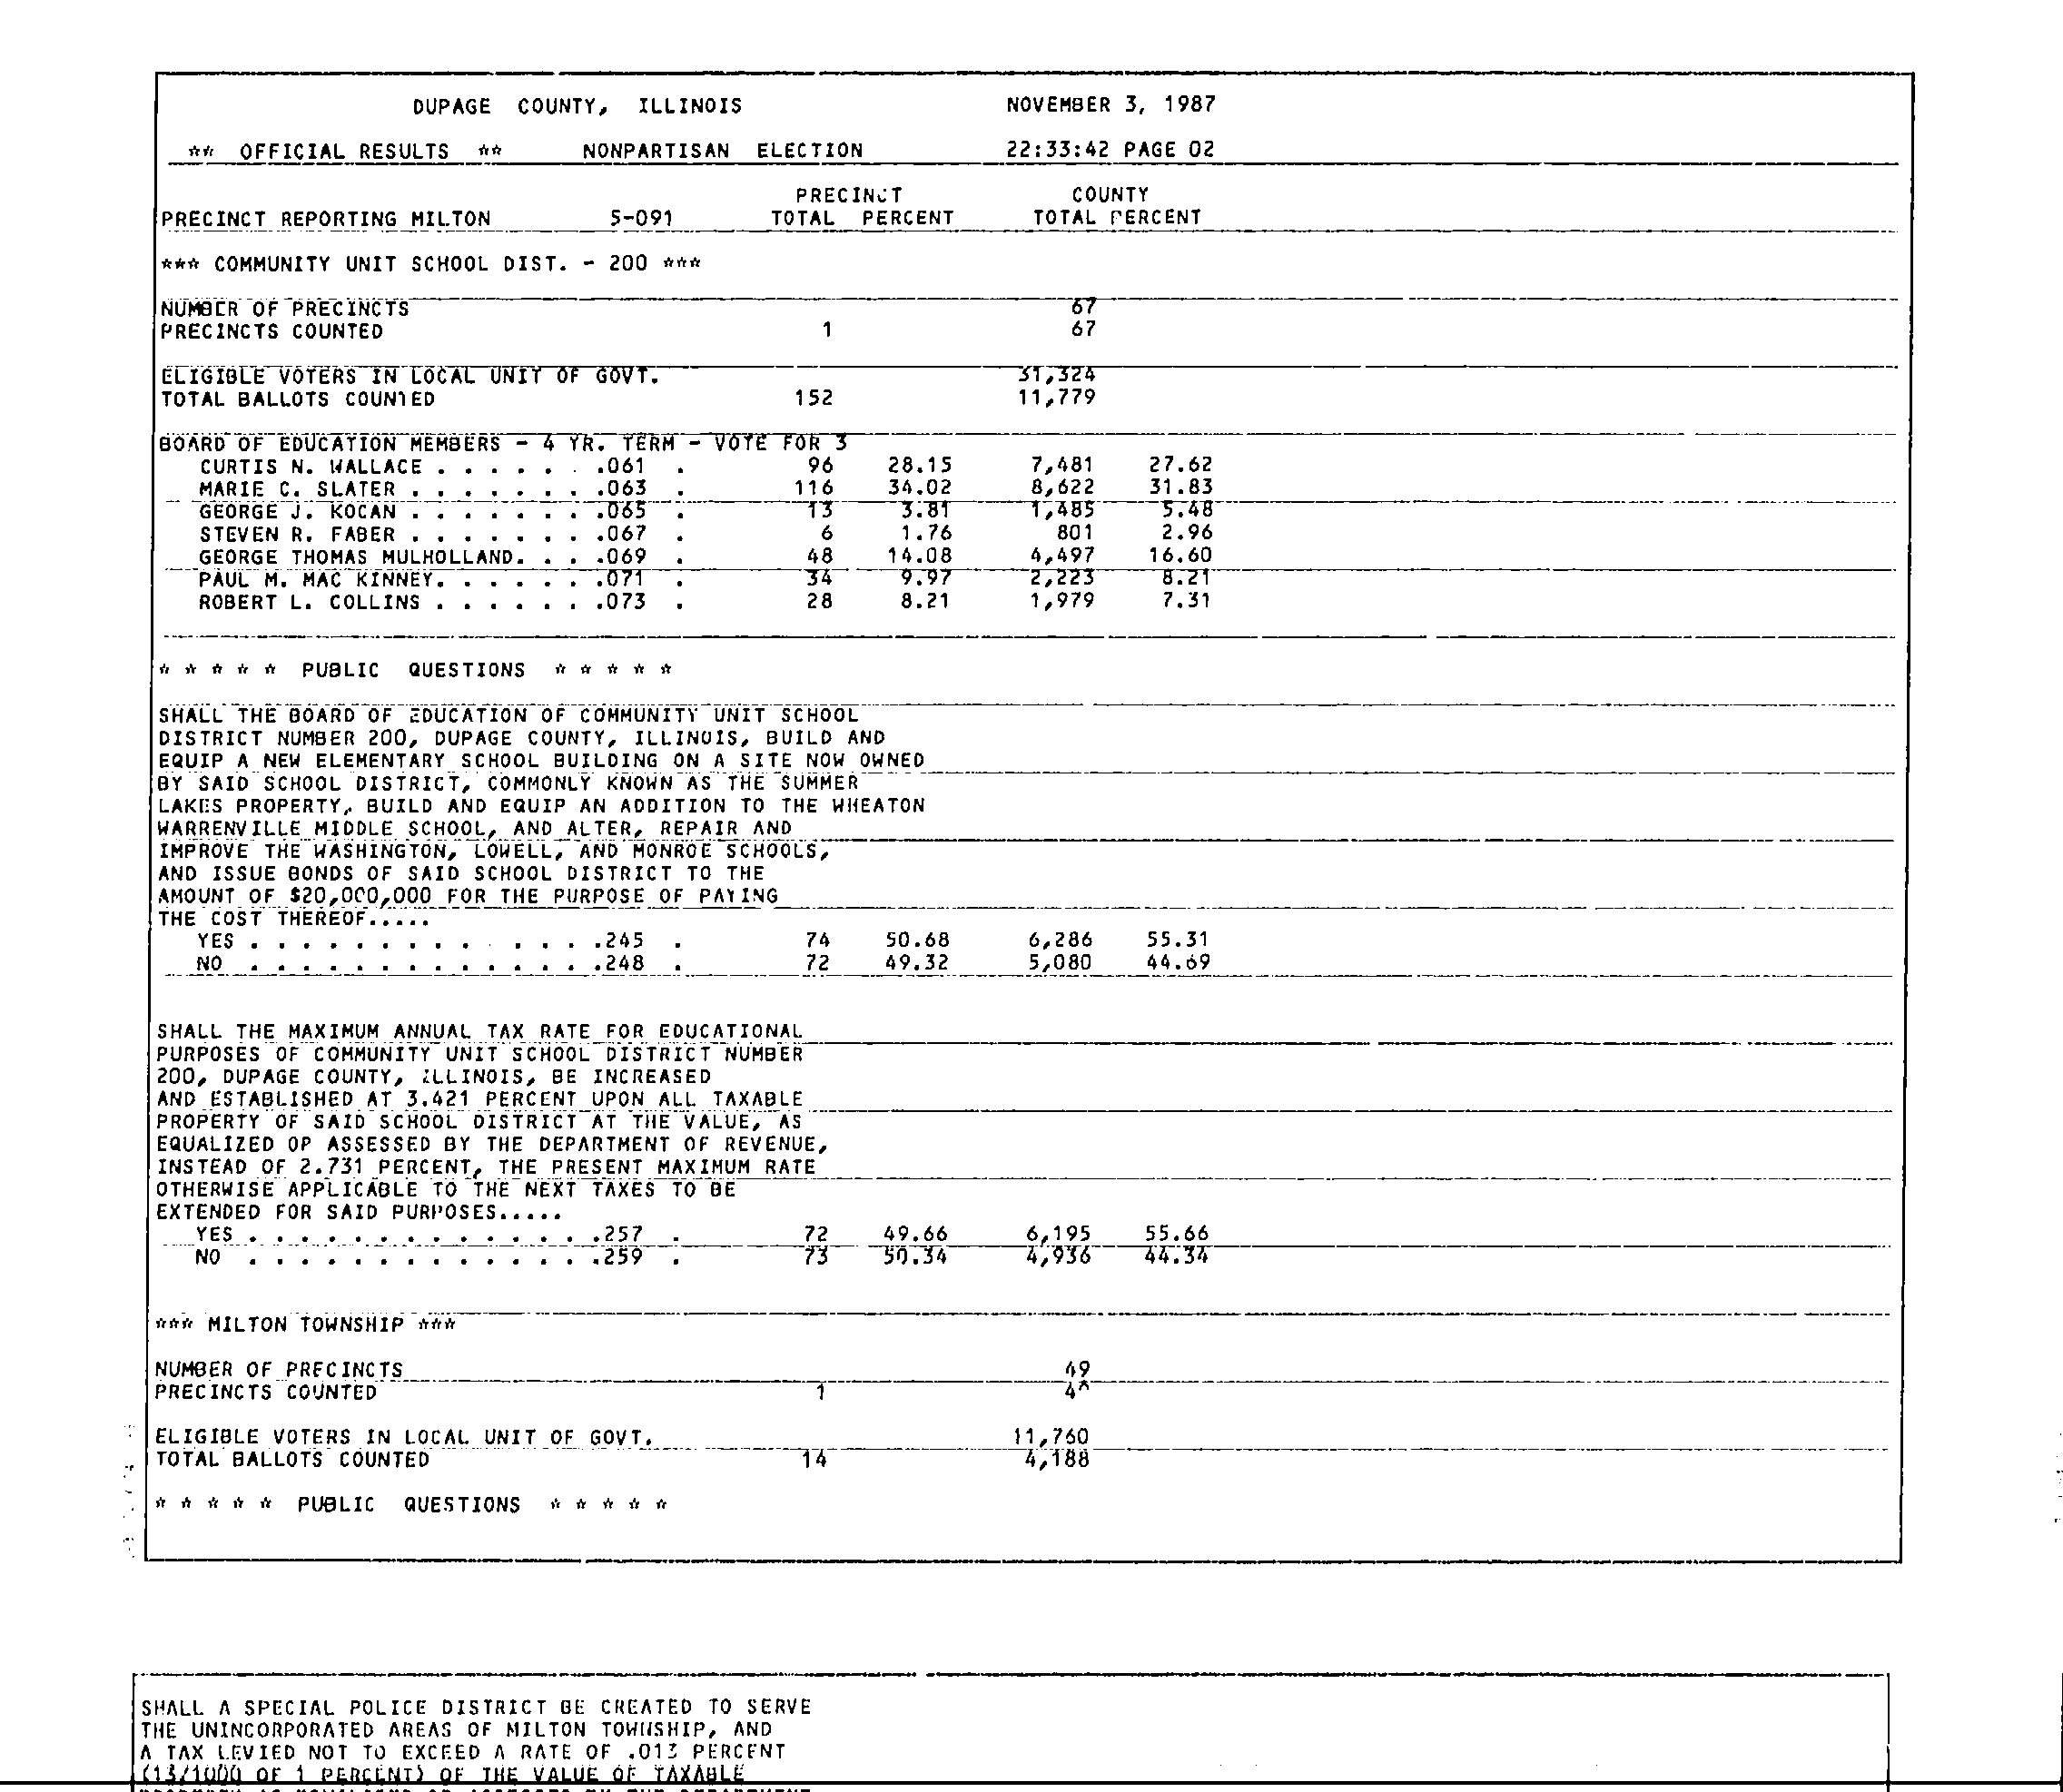 DUPAGE COUNTY, ILLINOIS NOVEMBER 3, 1987
** OFFICIAL RESULTS ** NONPARTISAN ELECTION 22:33:42 PAGE 02
PRECINCT COUNTY
PRECINCT REPORTING MILTON 5-091 TOTAL PERCENT TOTAL PERCENT
*** COMMUNITY UNIT SCHOOL DIST. - 200 ***
NUMBER OF PRECINCTS 67
PRECINCTS COUNTED 1 67
ELIGIBLE VOTERS IN LOCAL UNIT OF GOVT. 31,324
TOTAL BALLOTS COUNTED 152 11,779
BOARD OF EDUCATION MEMBERS - 4 YR. TERM - VOTE FOR 3
CURTIS N. WALLACE . . . . . . .061 . 96 28.15 7,481 27.62
MARIE C. SLATER . . . . . . . .063 . 116 34.02 8,622 31.83
GEORGE J. KOCAN . . . . . . . .065 . 13 3.81 1,485 5.48
STEVEN R. FABER . . . . . . . .067 . 6 1.76 801 2.96
GEORGE THOMAS MULHOLLAND. . . .069 . 48 14.08 4,497 16.60
PAUL M. MAC KINNEY. . . . . . .071 . 34 9.97 2,223 8.21
ROBERT L. COLLINS . . . . . . .073 . 28 8.21 1,979 7.31
* * * * * PUBLIC QUESTIONS * * * * *
SHALL THE BOARD OF EDUCATION OF COMMUNITY UNIT SCHOOL
DISTRICT NUMBER 200, DUPAGE COUNTY, ILLINOIS, BUILD AND
EQUIP A NEW ELEMENTARY SCHOOL BUILDING ON A SITE NOW OWNED
BY SAID SCHOOL DISTRICT, COMMONLY KNOWN AS THE SUMMER
LAKES PROPERTY, BUILD AND EQUIP AN ADDITION TO THE WHEATON
WARRENVILLE MIDDLE SCHOOL, AND ALTER, REPAIR AND
IMPROVE THE WASHINGTON, LOWELL, AND MONROE SCHOOLS,
AND ISSUE BONDS OF SAID SCHOOL DISTRICT TO THE
AMOUNT OF $20,000,000 FOR THE PURPOSE OF PAYING
THE COST THEREOF.....
YES . . . . . . . . . . . . . .245 . 74 50.68 6,286 55.31
NO . . . . . . . . . . . . . .248 . 72 49.32 5,080 44.69
SHALL THE MAXIMUM ANNUAL TAX RATE FOR EDUCATIONAL
PURPOSES OF COMMUNITY UNIT SCHOOL DISTRICT NUMBER
200, DUPAGE COUNTY, ILLINOIS, BE INCREASED
AND ESTABLISHED AT 3.421 PERCENT UPON ALL TAXABLE
PROPERTY OF SAID SCHOOL DISTRICT AT THE VALUE, AS
EQUALIZED OR ASSESSED BY THE DEPARTMENT OF REVENUE,
INSTEAD OF 2.731 PERCENT, THE PRESENT MAXIMUM RATE
OTHERWISE APPLICABLE TO THE NEXT TAXES TO BE
EXTENDED FOR SAID PURPOSES.....
YES . . . . . . . . . . . . . .257 . 72 49.66 6,195 55.66
NO . . . . . . . . . . . . . .259 . 73 50.34 4,936 44.34
*** MILTON TOWNSHIP ***
NUMBER OF PRECINCTS 49
PRECINCTS COUNTED 1
ELIGIBLE VOTERS IN LOCAL UNIT OF GOVT. 11,760
TOTAL BALLOTS COUNTED 14 4,188
* * * * * PUBLIC QUESTIONS * * * * *
SHALL A SPECIAL POLICE DISTRICT BE CREATED TO SERVE
THE UNINCORPORATED AREAS OF MILTON TOWNSHIP, AND
A TAX LEVIED NOT TO EXCEED A RATE OF .013 PERCENT
(13/1000 OF 1 PERCENT) OF THE VALUE OF TAXABLE